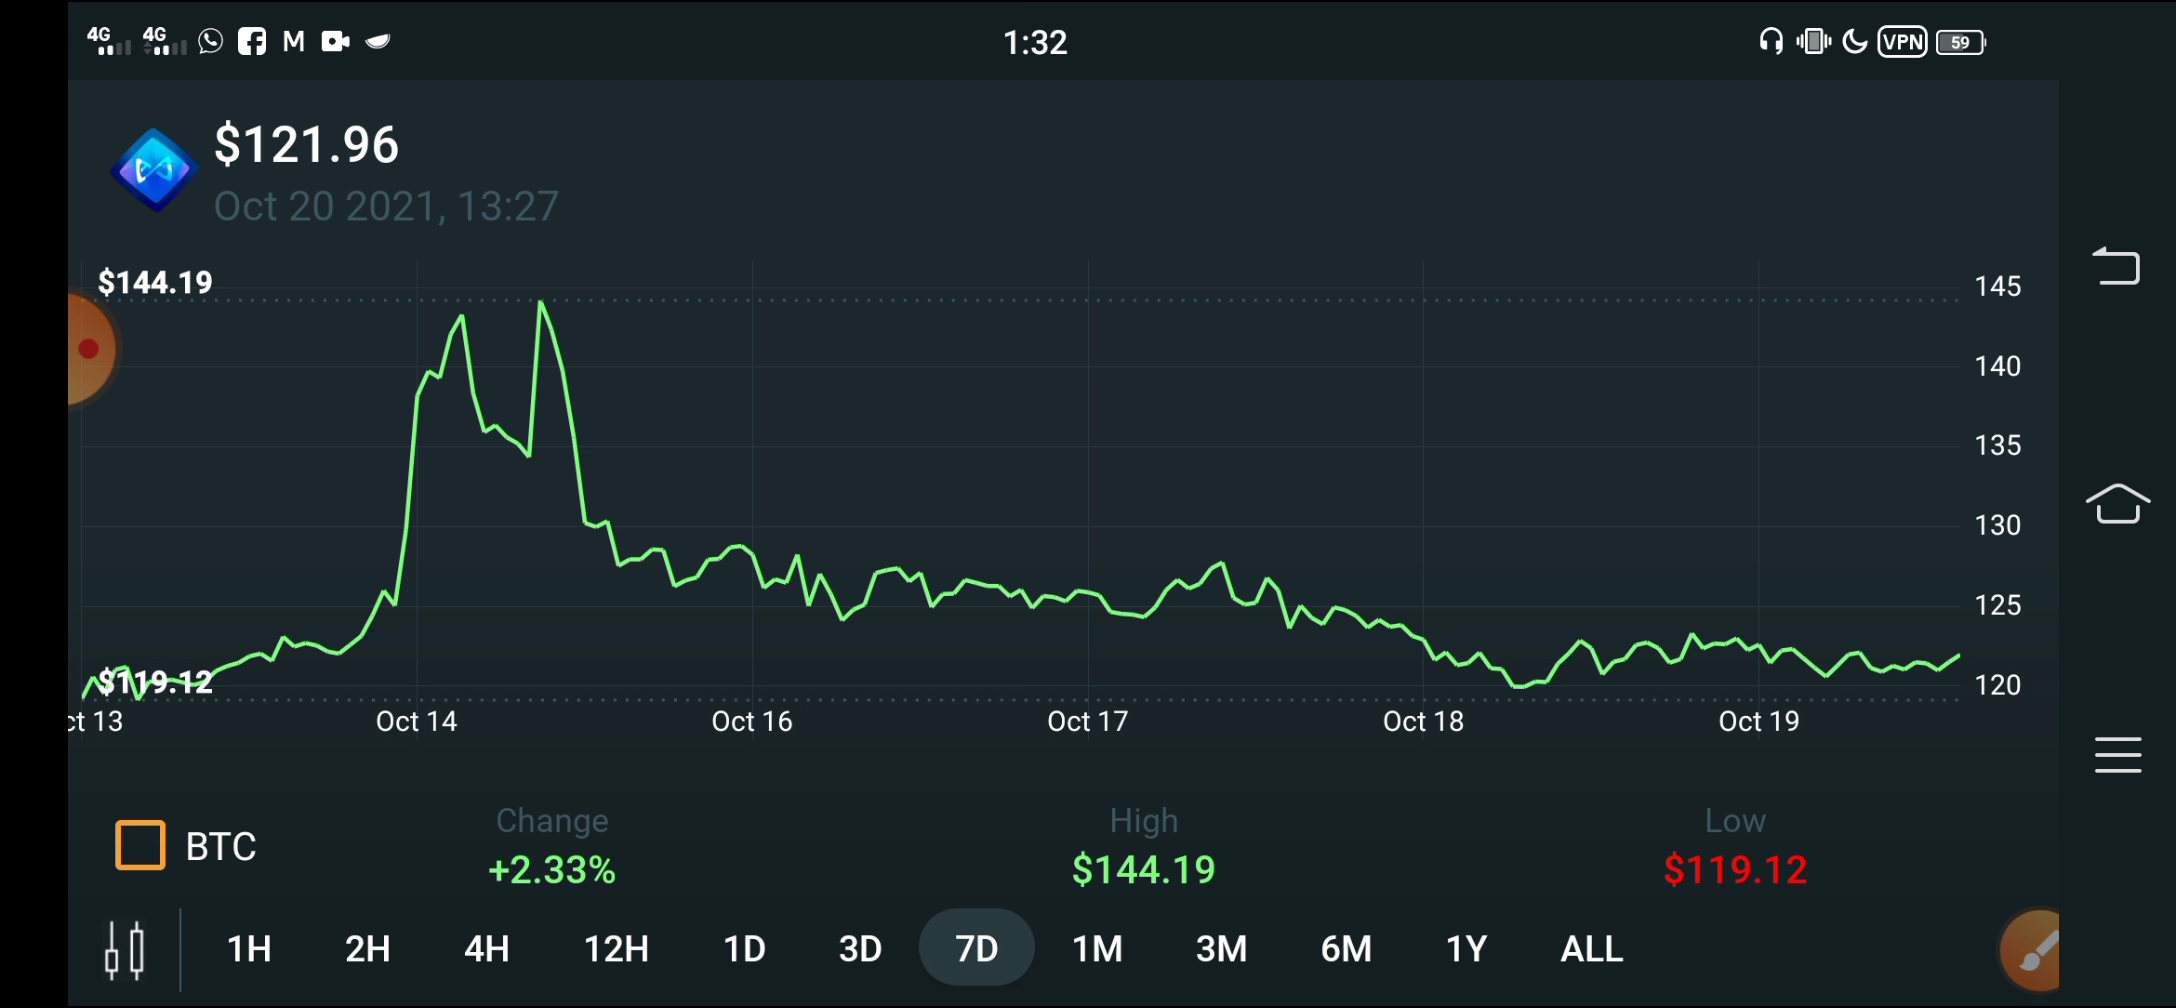 4G 4G M 1:32 VPN 59
$121.96
Oct 20 2021, 13:27
$144.19
145
140
135
130
125
120
$119.12
ct 13 Oct 14 Oct 16 Oct 17 Oct 18 Oct 19
BTC
Change High Low
+2.33% $144.19 $119.12
1H 2H 4H 12H 1D 3D 7D 1M 3M 6M 1Y ALL